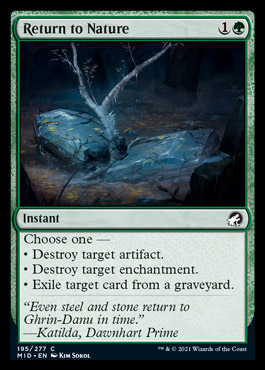 Return to Nature 1
Instant
Choose one —
• Destroy target artifact.
• Destroy target enchantment.
• Exile target card from a graveyard.
“Even steel and stone return to
Ghrin-Danu in time.”
—Katilda, Dawnhart Prime
195/277 C
MID • EN Kim Sokol
™ & © 2021 Wizards of the Coast